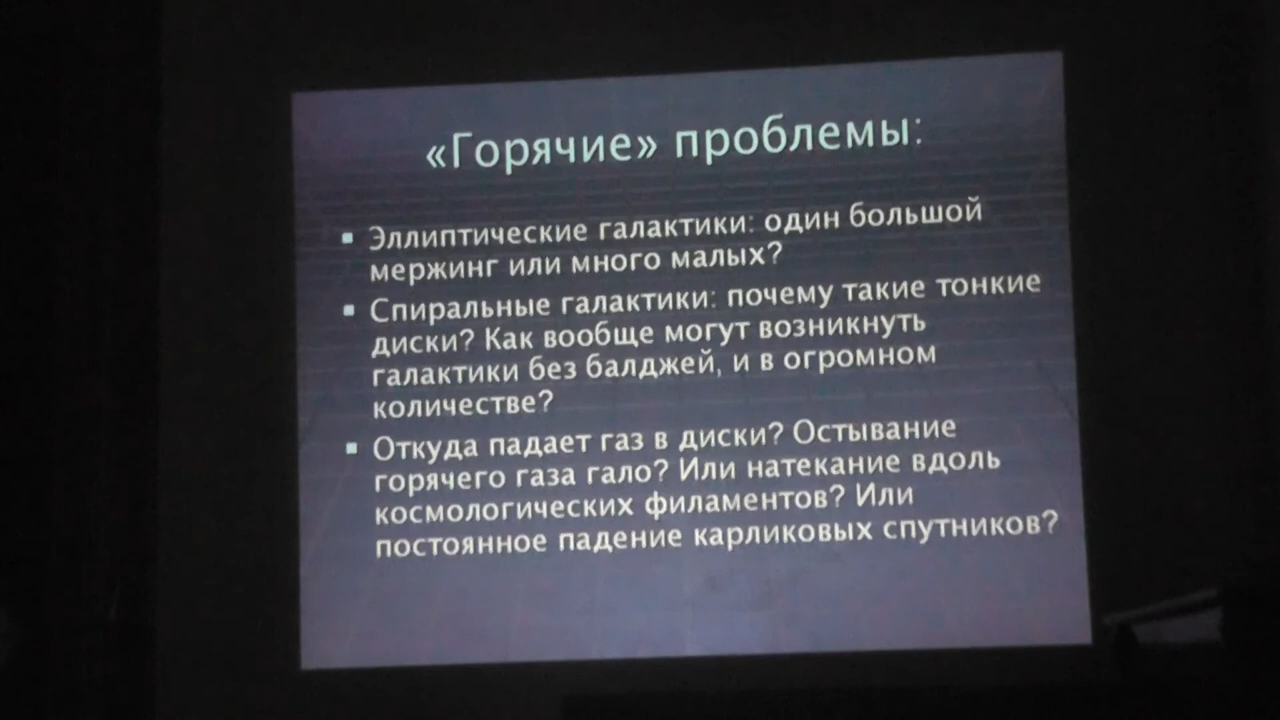 «Горячие» проблемы:
▪ Эллиптические галактики: один большой
мержинг или много малых?
▪ Спиральные галактики: почему такие тонкие
диски? Как вообще могут возникнуть
галактики без балджей, и в огромном
количестве?
▪ Откуда падает газ в диски? Остывание
горячего газа гало? Или натекание вдоль
космологических филаментов? Или
постоянное падение карликовых спутников?